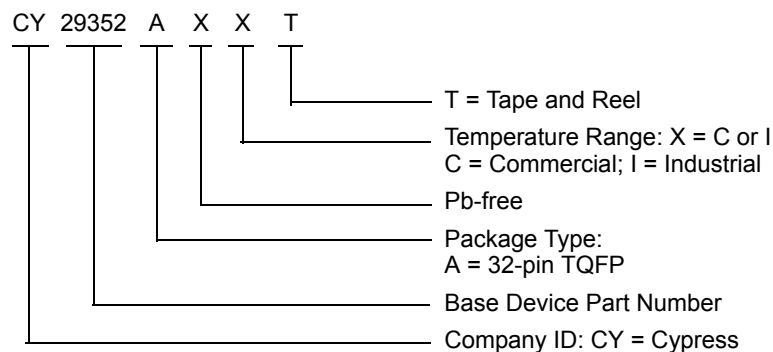 CY 29352 A X X T
T = Tape and Reel
Temperature Range: X = C or I
C = Commercial; I = Industrial
Pb-free
Package Type:
A = 32-pin TQFP
Base Device Part Number
Company ID: CY = Cypress